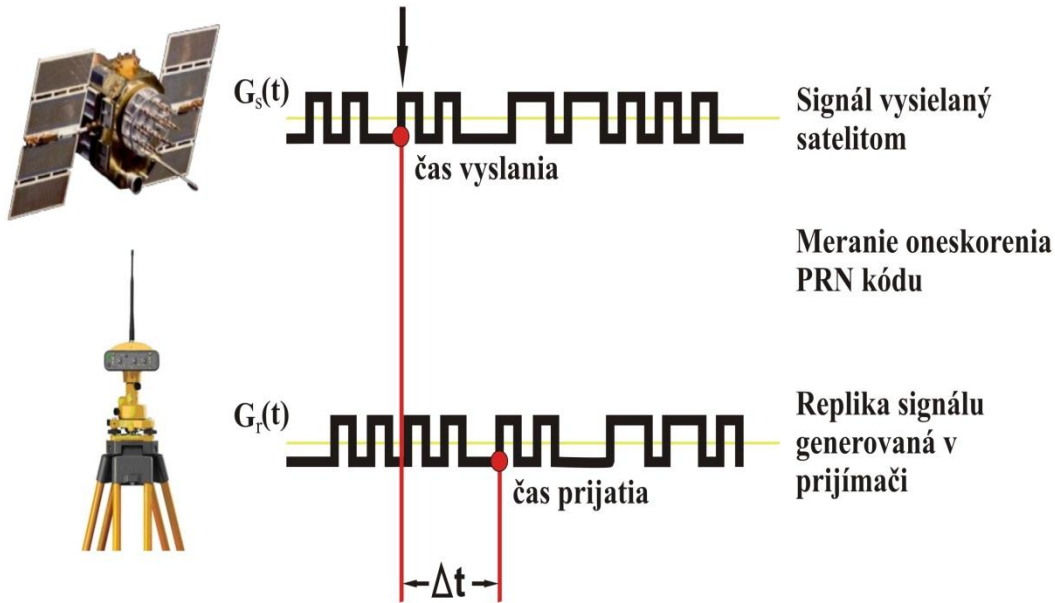 Gs(t)
Signál vysielaný
satelitom
čas vyslania
Meranie oneskorenia
PRN kódu
Gr(t)
Replika signálu
generovaná v
prijímači
čas prijatia
Δt